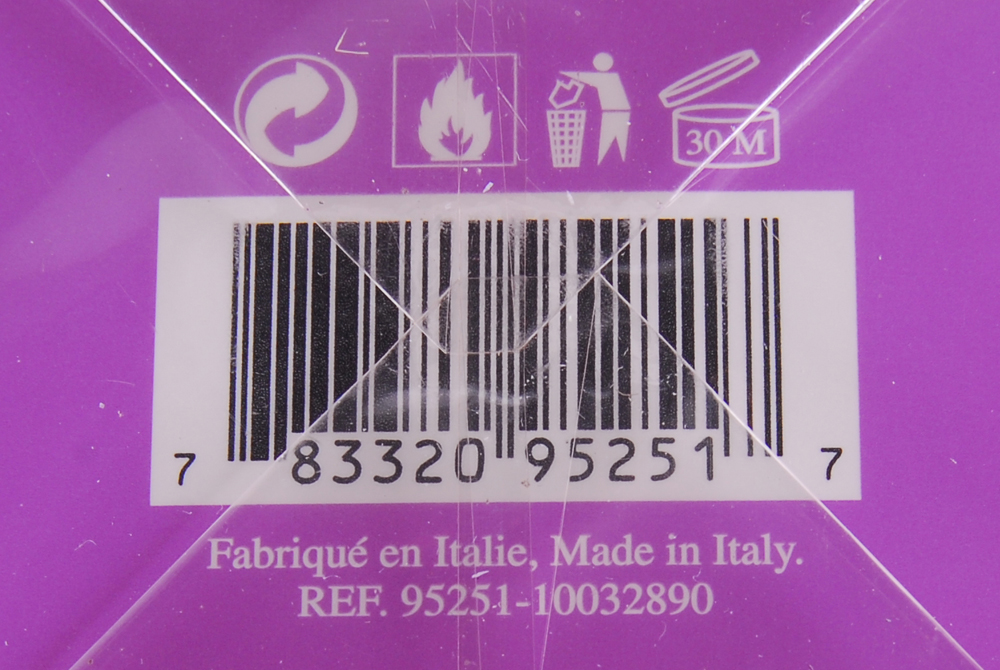 30 M
7 83320 95251 7
Fabriqué en Italie, Made in Italy.
REF. 95251-10032890